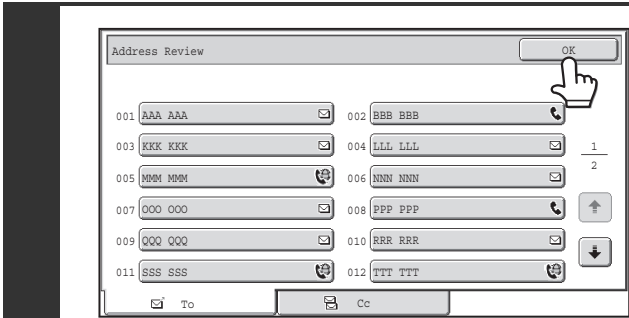 Address Review OK
001 AAA AAA 002 BBB BBB
003 KKK KKK 004 LLL LLL
1
005 MMM MMM 006 NNN NNN
2
007 OOO OOO 008 PPP PPP
009 QQQ QQQ 010 RRR RRR
011 SSS SSS 012 TTT TTT
To Cc